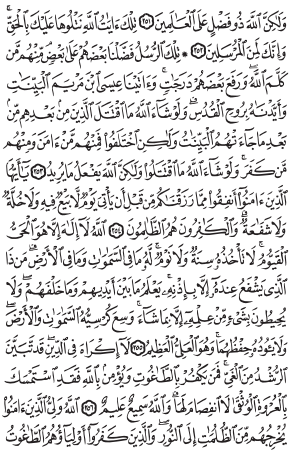 وَلَٰكِنَّ ٱللَّهَ ذُو فَضْلٍ عَلَى ٱلْعَٰلَمِينَ ٢٥١ تِلْكَ ءَايَٰتُ ٱللَّهِ نَتْلُوهَا عَلَيْكَ بِٱلْحَقِّۚ
وَإِنَّكَ لَمِنَ ٱلْمُرْسَلِينَ ٢٥٢ ۞ تِلْكَ ٱلرُّسُلُ فَضَّلْنَا بَعْضَهُمْ عَلَىٰ بَعْضٍۘ مِّنْهُم مَّن
كَلَّمَ ٱللَّهُۖ وَرَفَعَ بَعْضَهُمْ دَرَجَٰتٍۚ وَءَاتَيْنَا عِيسَى ٱبْنَ مَرْيَمَ ٱلْبَيِّنَٰتِ
وَأَيَّدْنَٰهُ بِرُوحِ ٱلْقُدُسِۗ وَلَوْ شَآءَ ٱللَّهُ مَا ٱقْتَتَلَ ٱلَّذِينَ مِنۢ بَعْدِهِم مِّنۢ
بَعْدِ مَا جَآءَتْهُمُ ٱلْبَيِّنَٰتُ وَلَٰكِنِ ٱخْتَلَفُوا۟ فَمِنْهُم مَّنْ ءَامَنَ وَمِنْهُم
مَّن كَفَرَۚ وَلَوْ شَآءَ ٱللَّهُ مَا ٱقْتَتَلُوا۟ وَلَٰكِنَّ ٱللَّهَ يَفْعَلُ مَا يُرِيدُ ٢٥٣ يَٰٓأَيُّهَا
ٱلَّذِينَ ءَامَنُوٓا۟ أَنفِقُوا۟ مِمَّا رَزَقْنَٰكُم مِّن قَبْلِ أَن يَأْتِىَ يَوْمٌ لَّا بَيْعٌ فِيهِ وَلَا خُلَّةٌ
وَلَا شَفَٰعَةٌۗ وَٱلْكَٰفِرُونَ هُمُ ٱلظَّٰلِمُونَ ٢٥٤ ٱللَّهُ لَآ إِلَٰهَ إِلَّا هُوَ ٱلْحَىُّ
ٱلْقَيُّومُۚ لَا تَأْخُذُهُۥ سِنَةٌ وَلَا نَوْمٌۚ لَّهُۥ مَا فِى ٱلسَّمَٰوَٰتِ وَمَا فِى ٱلْأَرْضِۗ مَن ذَا
ٱلَّذِى يَشْفَعُ عِندَهُۥٓ إِلَّا بِإِذْنِهِۦۚ يَعْلَمُ مَا بَيْنَ أَيْدِيهِمْ وَمَا خَلْفَهُمْۖ وَلَا
يُحِيطُونَ بِشَىْءٍ مِّنْ عِلْمِهِۦٓ إِلَّا بِمَا شَآءَۚ وَسِعَ كُرْسِيُّهُ ٱلسَّمَٰوَٰتِ وَٱلْأَرْضَۖ
وَلَا يَـُٔودُهُۥ حِفْظُهُمَاۚ وَهُوَ ٱلْعَلِىُّ ٱلْعَظِيمُ ٢٥٥ لَآ إِكْرَاهَ فِى ٱلدِّينِۖ قَد تَّبَيَّنَ
ٱلرُّشْدُ مِنَ ٱلْغَىِّۚ فَمَن يَكْفُرْ بِٱلطَّٰغُوتِ وَيُؤْمِنۢ بِٱللَّهِ فَقَدِ ٱسْتَمْسَكَ
بِٱلْعُرْوَةِ ٱلْوُثْقَىٰ لَا ٱنفِصَامَ لَهَاۗ وَٱللَّهُ سَمِيعٌ عَلِيمٌ ٢٥٦ ٱللَّهُ وَلِىُّ ٱلَّذِينَ ءَامَنُوا۟
يُخْرِجُهُم مِّنَ ٱلظُّلُمَٰتِ إِلَى ٱلنُّورِۖ وَٱلَّذِينَ كَفَرُوٓا۟ أَوْلِيَآؤُهُمُ ٱلطَّٰغُوتُ